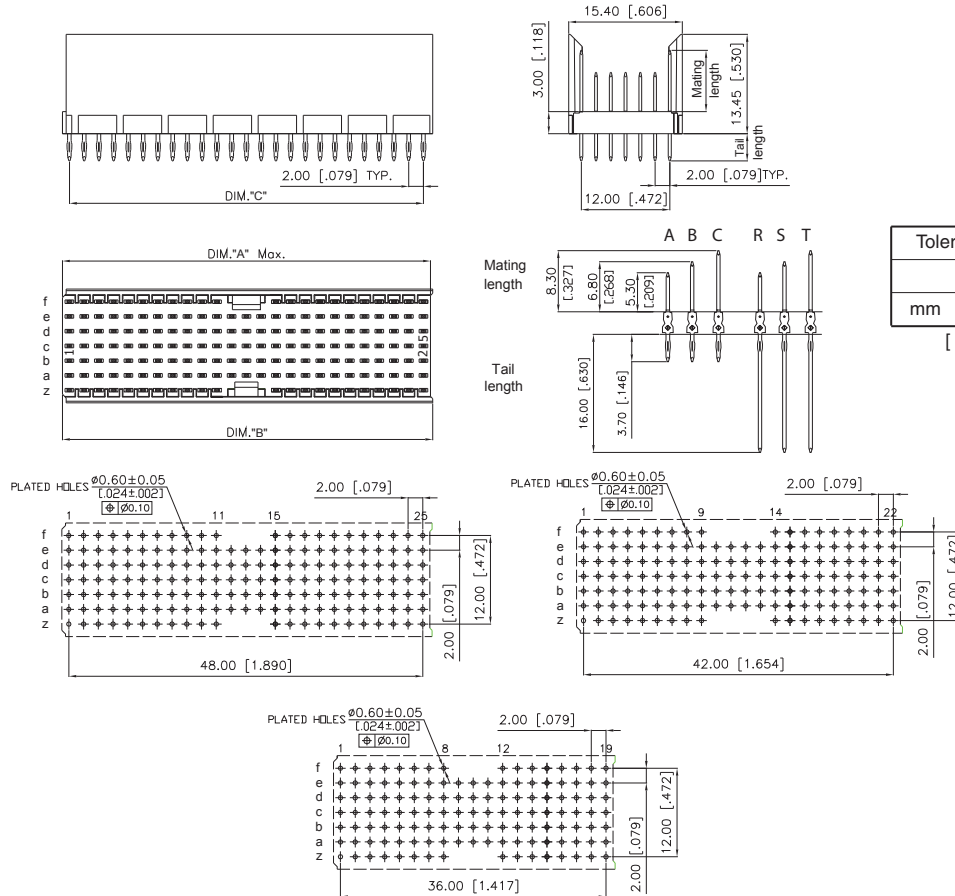 15.40 [.606]
3.00 [.118]
Mating
length
13.45 [.530]
Tail
length
2.00 [.079] TYP.
DIM."C"
2.00 [.079]TYP.
12.00 [.472]
DIM."A" Max.
f
e
d
c
b
a
z
1
25
DIM."B"
A B C R S T
Mating
length
8.30
[.327]
6.80
[.268]
5.30
[.209]
Tail
length
16.00 [.630]
3.70 [.146]
Toler
mm
[
PLATED HOLES
ø0.60±0.05
[.024±.002]
⌖ Ø0.10
2.00 [.079]
1 11 15 25
f
e
d
c
b
a
z
2.00 [.079]
12.00 [.472]
48.00 [1.890]
PLATED HOLES
ø0.60±0.05
[.024±.002]
⌖ Ø0.10
2.00 [.079]
1 9 14 22
f
e
d
c
b
a
z
2.00 [.079]
12.00 [.472]
42.00 [1.654]
PLATED HOLES
ø0.60±0.05
[.024±.002]
⌖ Ø0.10
2.00 [.079]
1 8 12 19
f
e
d
c
b
a
z
2.00 [.079]
12.00 [.472]
36.00 [1.417]